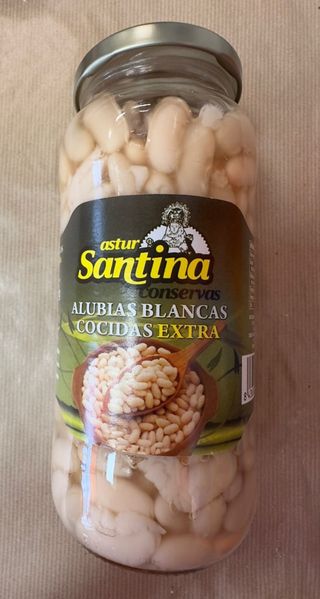 astur
Santina
conservas
ALUBIAS BLANCAS
COCIDAS EXTRA